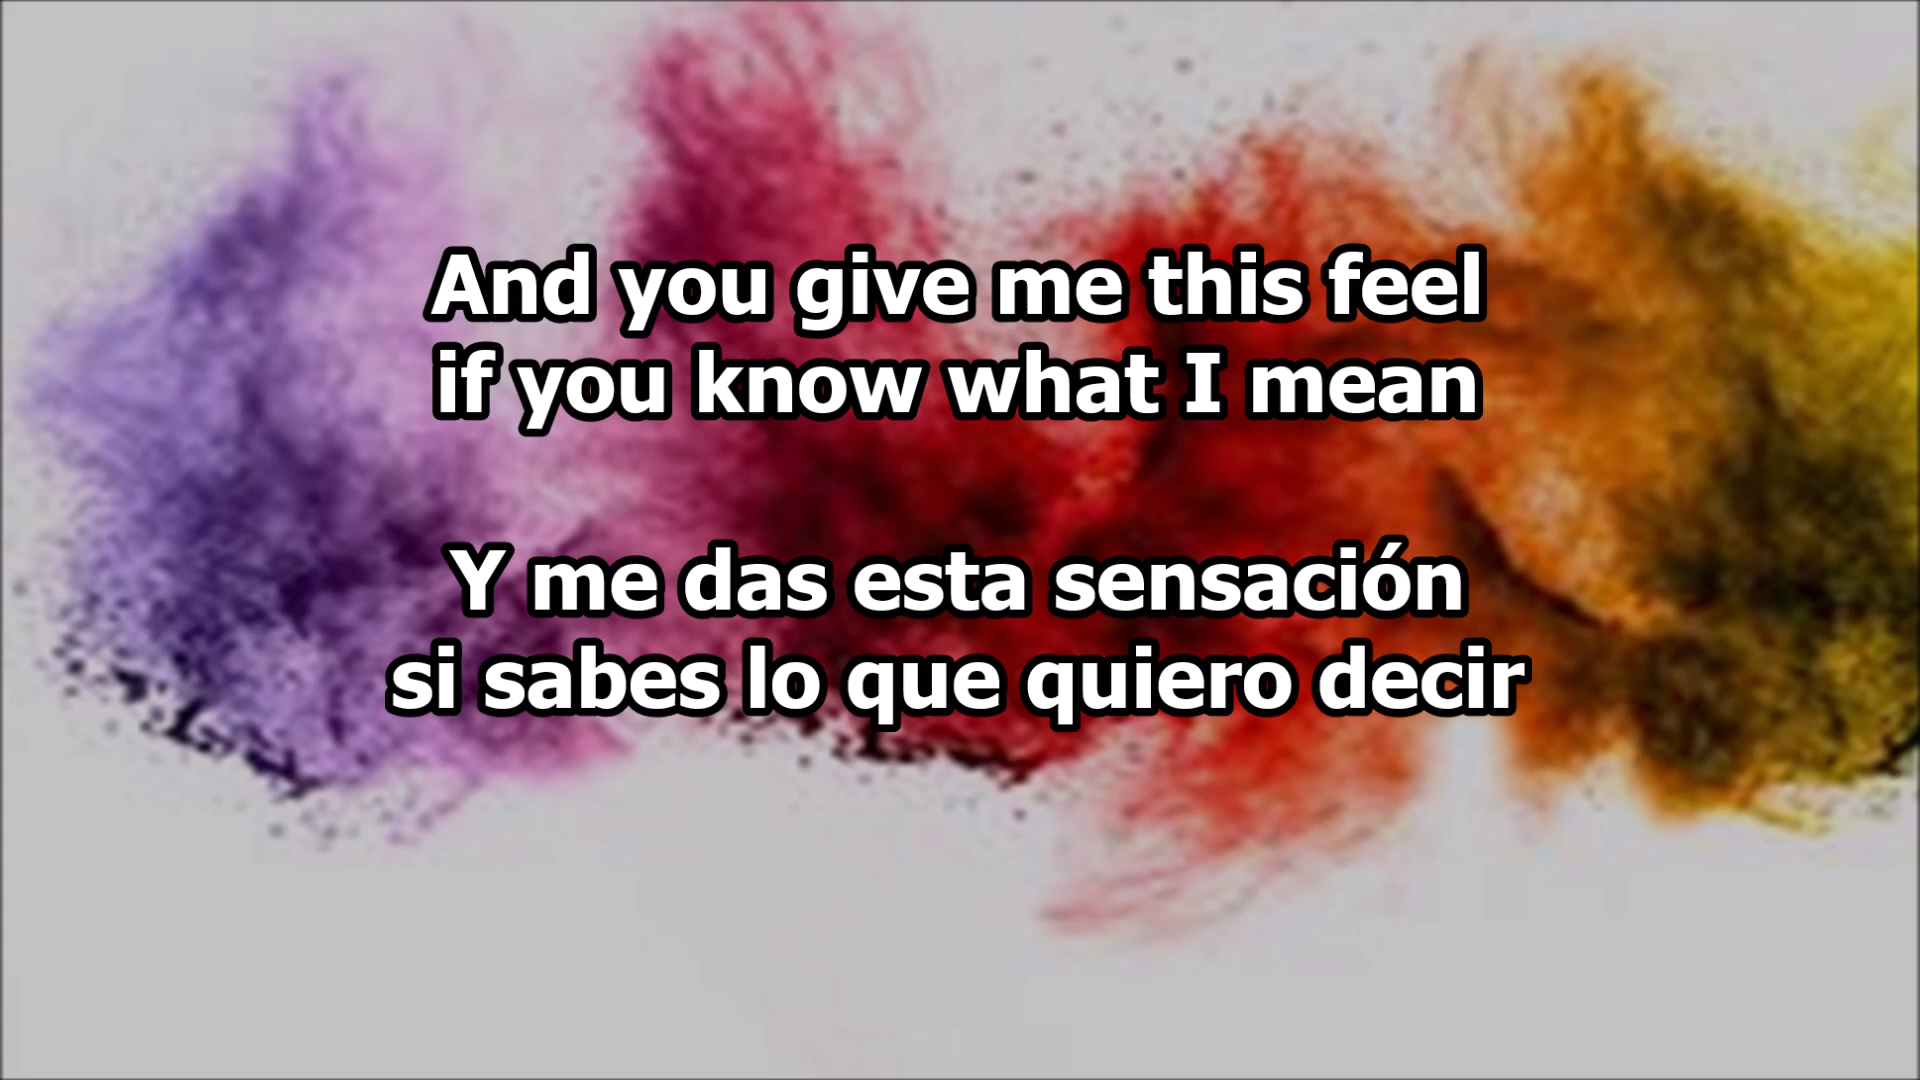 And you give me this feel
if you know what I mean
Y me das esta sensación
si sabes lo que quiero decir